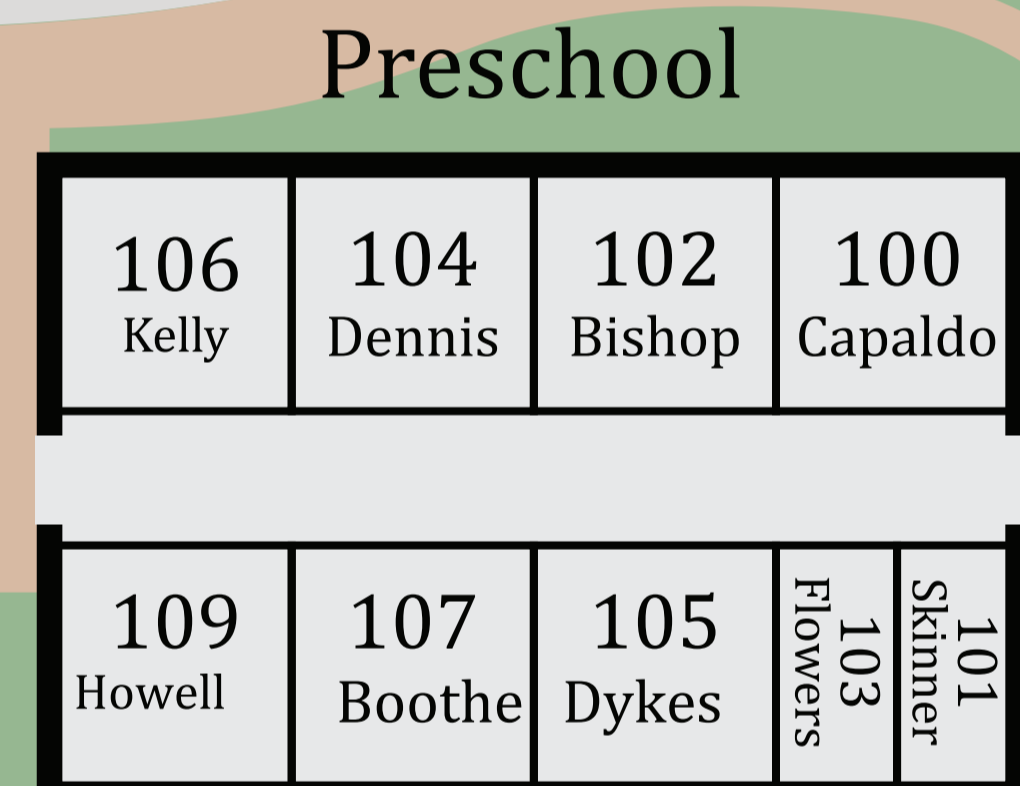 Preschool
106
Kelly
104
Dennis
102
Bishop
100
Capaldo
109
Howell
107
Boothe
105
Dykes
103
Flowers
101
Skinner